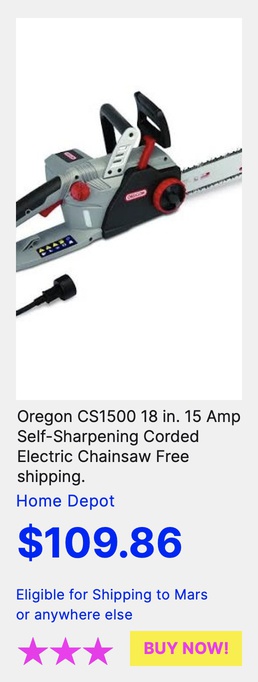 OREGON
Oregon CS1500 18 in. 15 Amp
Self-Sharpening Corded
Electric Chainsaw Free
shipping.
Home Depot
$109.86
Eligible for Shipping to Mars
or anywhere else
BUY NOW!